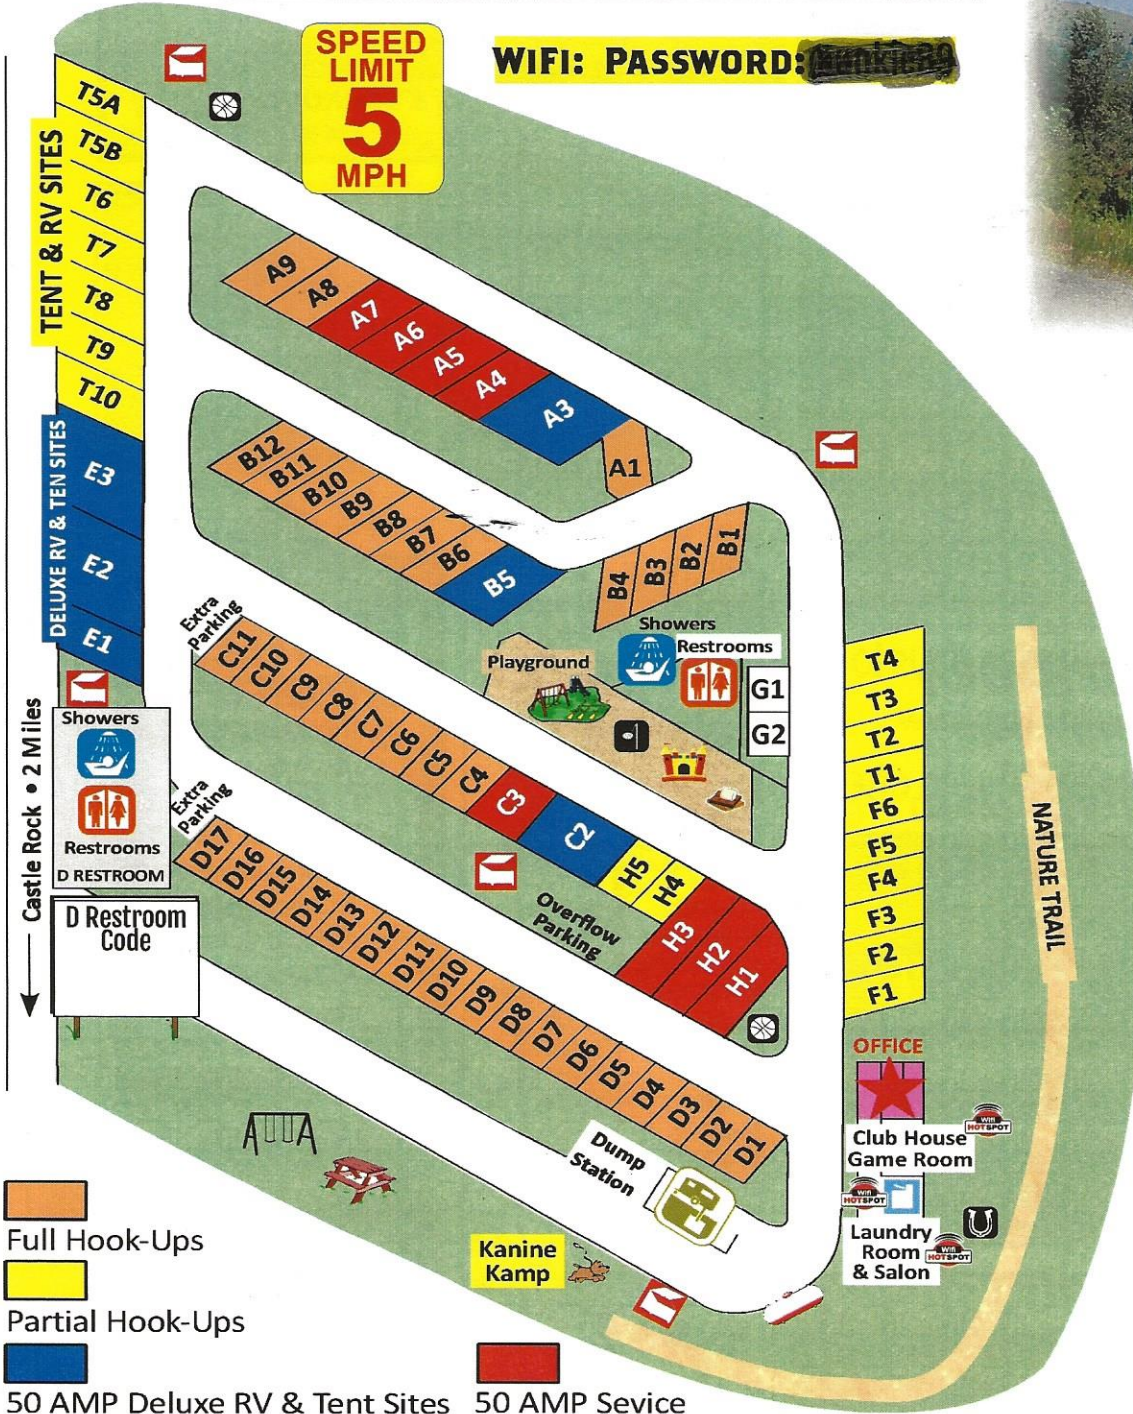 SPEED
LIMIT
5
MPH
WIFI: PASSWORD:
TENT & RV SITES
T5A
T5B
T6
T7
T8
T9
T10
DELUXE RV & TEN SITES
E3
E2
E1
A9
A8
A7
A6
A5
A4
A3
A1
B12
B11
B10
B9
B8
B7
B6
B5
B4
B3
B2
B1
Showers
Restrooms
Playground
G1
G2
Extra
Parking
C11
C10
C9
C8
C7
C6
C5
C4
C3
C2
H5
H4
H3
H2
H1
Overflow
Parking
T4
T3
T2
T1
F6
F5
F4
F3
F2
F1
NATURE TRAIL
Castle Rock • 2 Miles
Showers
Restrooms
D RESTROOM
D Restroom
Code
Extra
Parking
D17
D16
D15
D14
D13
D12
D11
D10
D9
D8
D7
D6
D5
D4
D3
D2
D1
Dump
Station
OFFICE
Club House
Game Room
Wifi
HOTSPOT
Wifi
HOTSPOT
Laundry
Room
& Salon
Wifi
HOTSPOT
Kanine
Kamp
Full Hook-Ups
Partial Hook-Ups
50 AMP Deluxe RV & Tent Sites
50 AMP Sevice